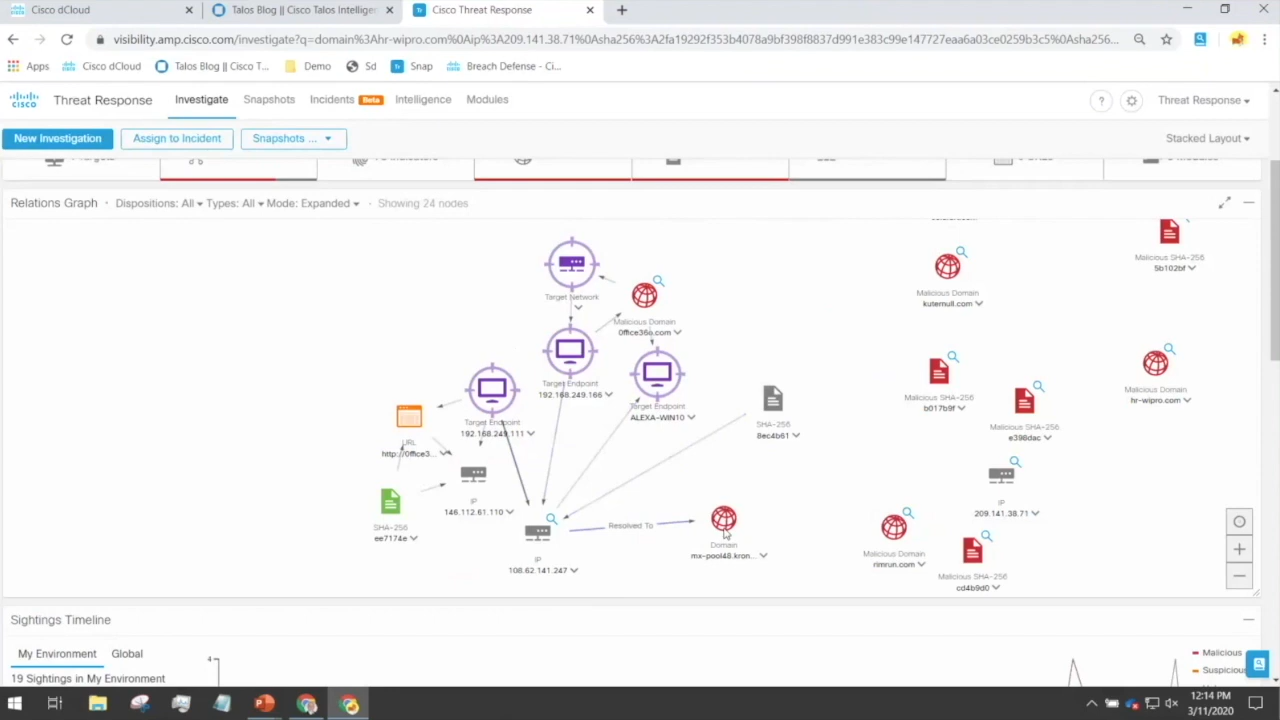 Cisco dCloud
Talos Blog || Cisco Talos Intellige
Cisco Threat Response
visibility.amp.cisco.com/investigate?q=domain%3Ahr-wipro.com%0Aip%3A209.141.38.71%0Asha256%3A2fa19292f353b4078a9bf398f8837d991e383c99e147727eaa6a03ce0259b3c5%0Asha256...
Apps
Cisco dCloud
Talos Blog || Cisco T...
Demo
Sd
Snap
Breach Defense - Ci...
cisco
Threat Response
Investigate
Snapshots
Incidents
Beta
Intelligence
Modules
?
Threat Response
New Investigation
Assign to Incident
Snapshots ...
Stacked Layout
Relations Graph · Dispositions: All Types: All Mode: Expanded · Showing 24 nodes
Target Network
Malicious Domain
0ffice36o.com
Target Endpoint
192.168.249.166
Target Endpoint
ALEXA-WIN10
Target Endpoint
192.168.249.111
URL
http://0ffice3...
IP
146.112.61.110
SHA-256
ee7174e
SHA-256
8ec4b61
IP
108.62.141.247
Resolved To
Domain
mx-pool48.kron...
Malicious Domain
kuternull.com
Malicious SHA-256
5b102bf
Malicious SHA-256
b017b9f
Malicious SHA-256
e398dac
Malicious Domain
hr-wipro.com
IP
209.141.38.71
Malicious Domain
rimrun.com
Malicious SHA-256
cd4b9d0
Sightings Timeline
My Environment
Global
19 Sightings in My Environment
4
Malicious
Suspicious
12:14 PM
3/11/2020